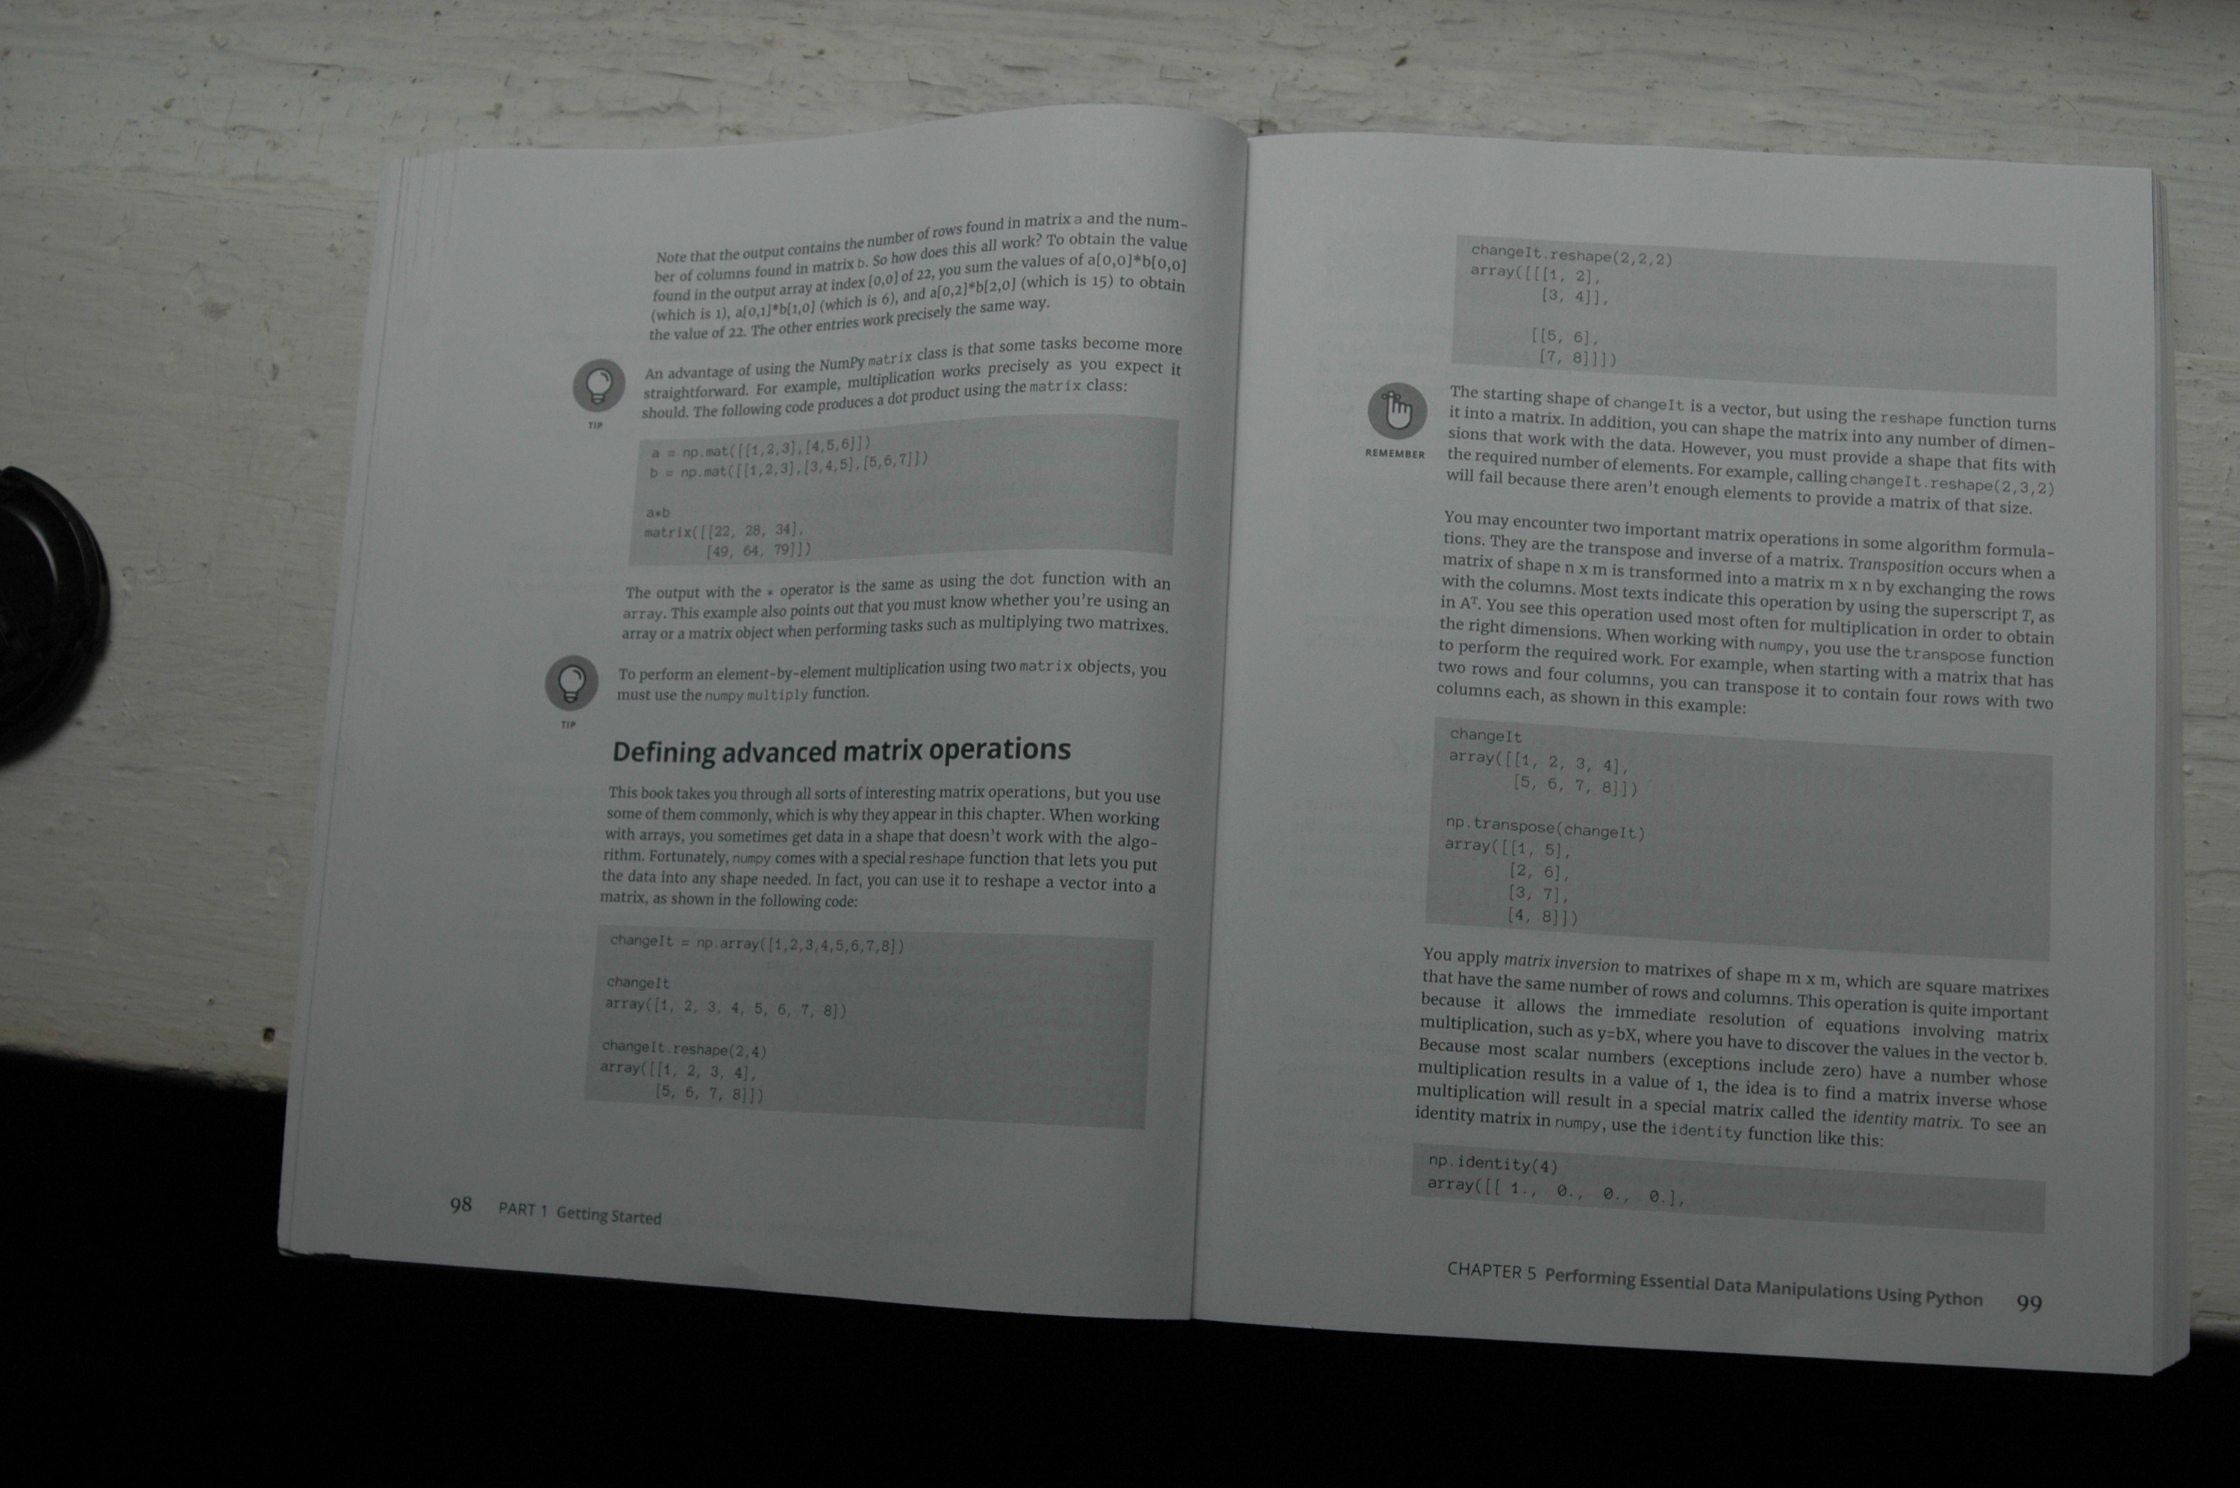 Note that the output contains the number of rows found in matrix a and the num-
ber of columns found in matrix b. So how does this all work? To obtain the value
found in the output array at index [0,0] of 22, you sum the values of a[0,0]*b[0,0]
(which is 1), a[0,1]*b[1,0] (which is 6), and a[0,2]*b[2,0] (which is 15) to obtain
the value of 22. The other entries work precisely the same way.
TIP
An advantage of using the NumPy matrix class is that some tasks become more
straightforward. For example, multiplication works precisely as you expect it
should. The following code produces a dot product using the matrix class:
a = np.mat([[1,2,3],[4,5,6]])
b = np.mat([[1,2,3],[3,4,5],[5,6,7]])
a*b
matrix([[22, 28, 34],
[49, 64, 79]])
The output with the * operator is the same as using the dot function with an
array. This example also points out that you must know whether you're using an
array or a matrix object when performing tasks such as multiplying two matrixes.
TIP
To perform an element-by-element multiplication using two matrix objects, you
must use the numpy multiply function.
Defining advanced matrix operations
This book takes you through all sorts of interesting matrix operations, but you use
some of them commonly, which is why they appear in this chapter. When working
with arrays, you sometimes get data in a shape that doesn't work with the algo-
rithm. Fortunately, numpy comes with a special reshape function that lets you put
the data into any shape needed. In fact, you can use it to reshape a vector into a
matrix, as shown in the following code:
changeIt = np.array([1,2,3,4,5,6,7,8])
changeIt
array([1, 2, 3, 4, 5, 6, 7, 8])
changeIt.reshape(2,4)
array([[1, 2, 3, 4],
[5, 6, 7, 8]])
98 PART 1 Getting Started
changeIt.reshape(2,2,2)
array([[[1, 2],
[3, 4]],
[[5, 6],
[7, 8]]])
REMEMBER
The starting shape of changeIt is a vector, but using the reshape function turns
it into a matrix. In addition, you can shape the matrix into any number of dimen-
sions that work with the data. However, you must provide a shape that fits with
the required number of elements. For example, calling changeIt.reshape(2,3,2)
will fail because there aren't enough elements to provide a matrix of that size.
You may encounter two important matrix operations in some algorithm formula-
tions. They are the transpose and inverse of a matrix. Transposition occurs when a
matrix of shape n x m is transformed into a matrix m x n by exchanging the rows
with the columns. Most texts indicate this operation by using the superscript T, as
in Aᵀ. You see this operation used most often for multiplication in order to obtain
the right dimensions. When working with numpy, you use the transpose function
to perform the required work. For example, when starting with a matrix that has
two rows and four columns, you can transpose it to contain four rows with two
columns each, as shown in this example:
changeIt
array([[1, 2, 3, 4],
[5, 6, 7, 8]])
np.transpose(changeIt)
array([[1, 5],
[2, 6],
[3, 7],
[4, 8]])
You apply matrix inversion to matrixes of shape m x m, which are square matrixes
that have the same number of rows and columns. This operation is quite important
because it allows the immediate resolution of equations involving matrix
multiplication, such as y=bX, where you have to discover the values in the vector b.
Because most scalar numbers (exceptions include zero) have a number whose
multiplication results in a value of 1, the idea is to find a matrix inverse whose
multiplication will result in a special matrix called the identity matrix. To see an
identity matrix in numpy, use the identity function like this:
np.identity(4)
array([[ 1., 0., 0., 0.],
CHAPTER 5 Performing Essential Data Manipulations Using Python 99